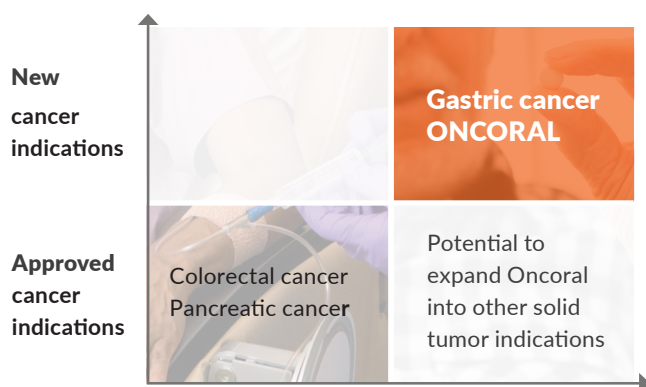 New
cancer
indications
Gastric cancer
ONCORAL
Approved
cancer
indications
Colorectal cancer
Pancreatic cancer
Potential to
expand Oncoral
into other solid
tumor indications